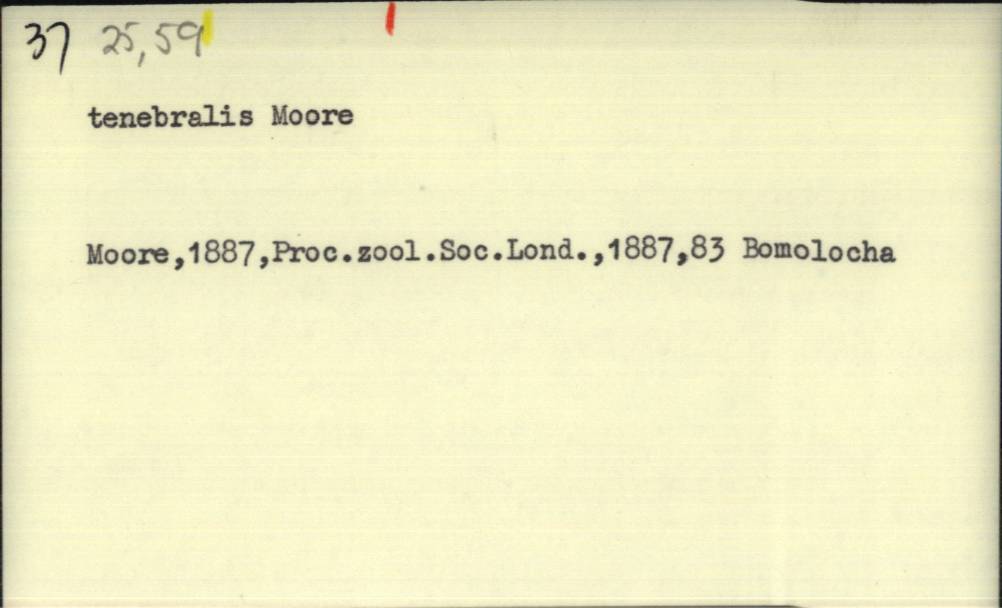 37 25,59
tenebralis Moore
Moore,1887,Proc.zool.Soc.Lond.,1887,83 Bomolocha